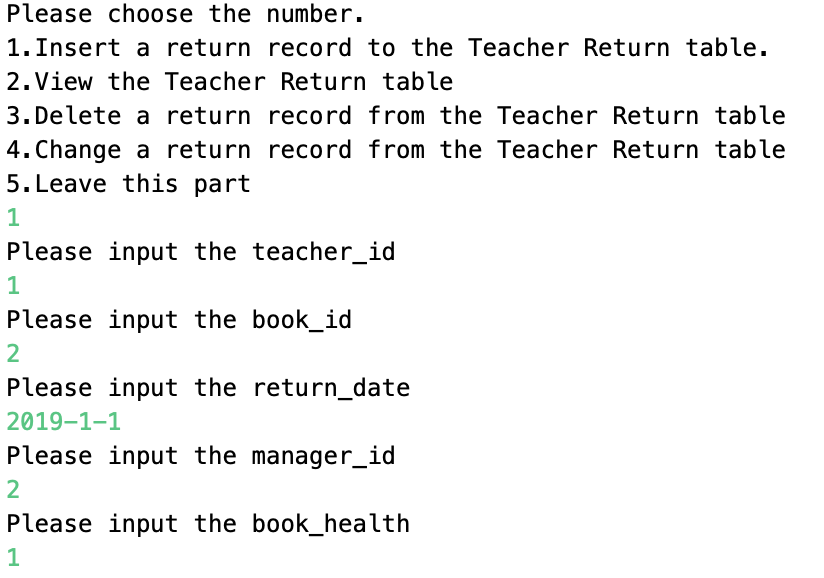 Please choose the number.
1.Insert a return record to the Teacher Return table.
2.View the Teacher Return table
3.Delete a return record from the Teacher Return table
4.Change a return record from the Teacher Return table
5.Leave this part
1
Please input the teacher_id
1
Please input the book_id
2
Please input the return_date
2019-1-1
Please input the manager_id
2
Please input the book_health
1